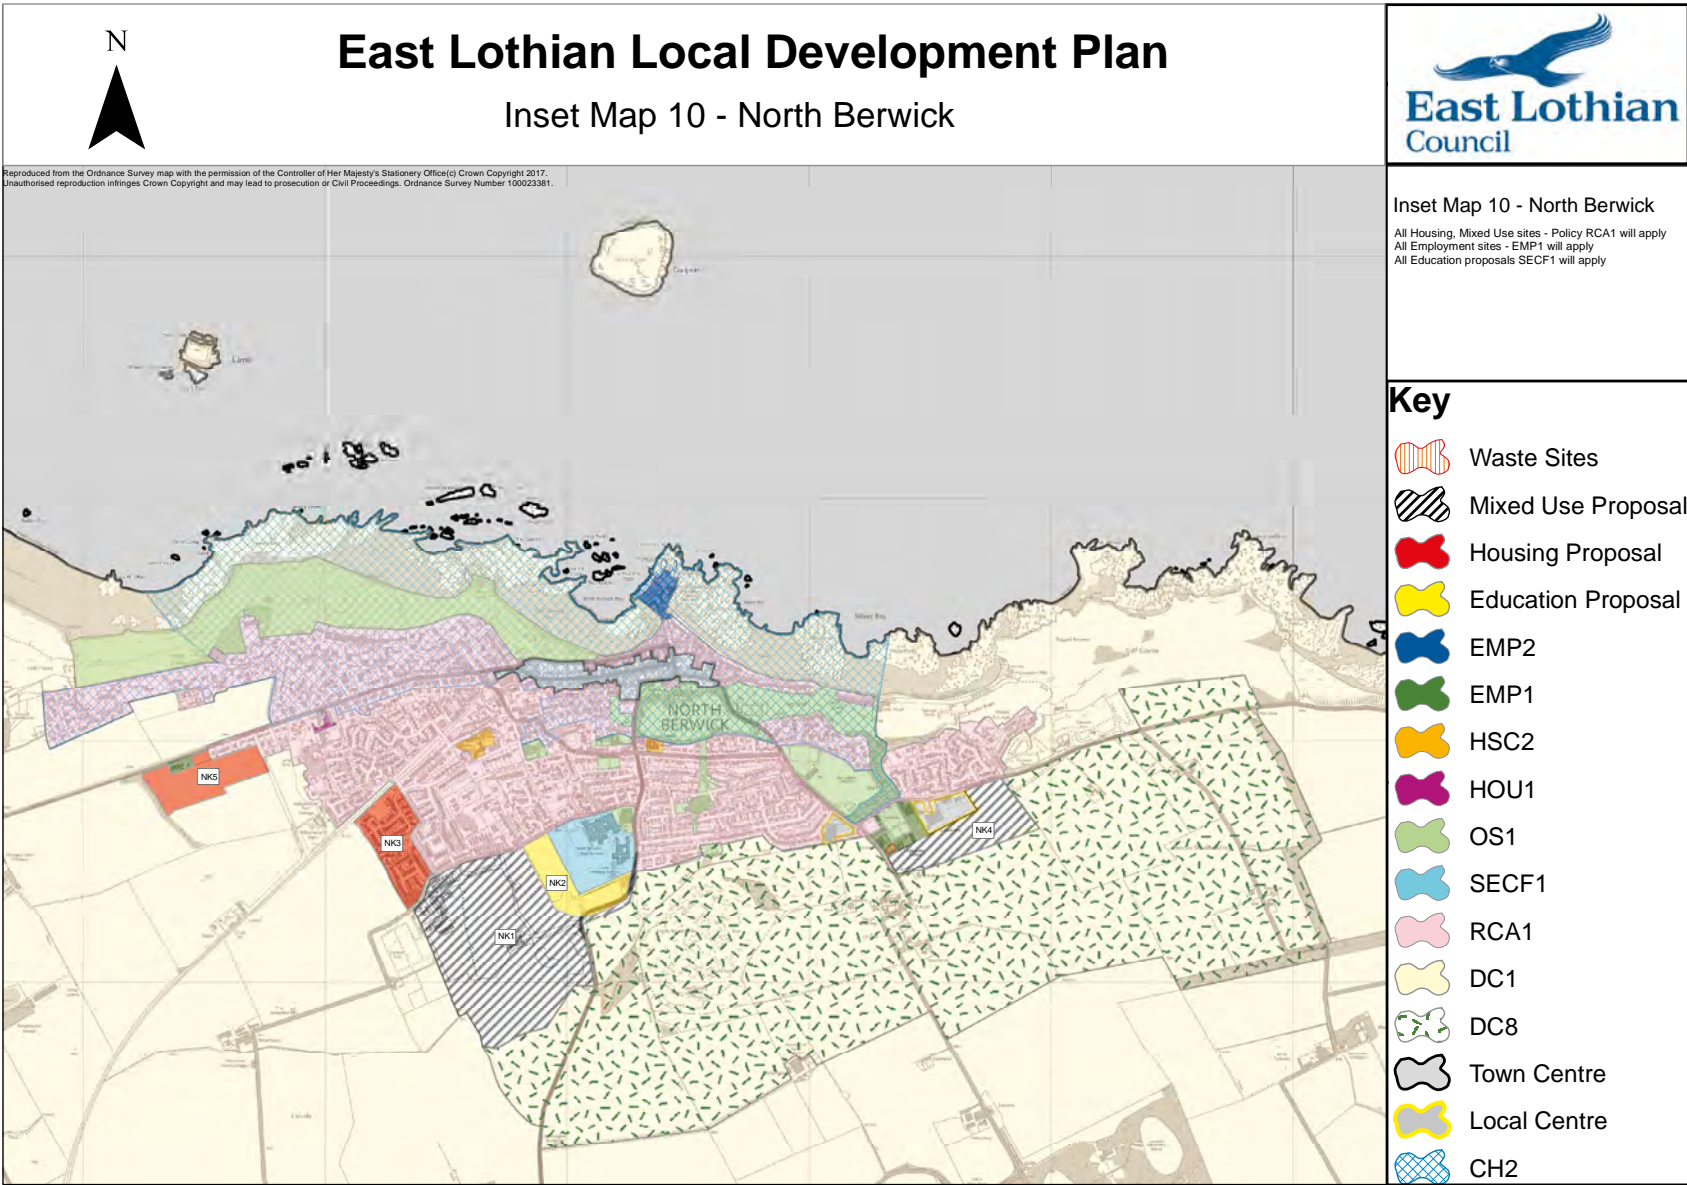 N
East Lothian Local Development Plan
Inset Map 10 - North Berwick
East Lothian
Council
Reproduced from the Ordnance Survey map with the permission of the Controller of Her Majesty's Stationery Office(c) Crown Copyright 2017.
Unauthorised reproduction infringes Crown Copyright and may lead to prosecution or Civil Proceedings. Ordnance Survey Number 100023381.
Inset Map 10 - North Berwick
All Housing, Mixed Use sites - Policy RCA1 will apply
All Employment sites - EMP1 will apply
All Education proposals SECF1 will apply
Lamb
Golf Course
NORTH
BERWICK
NK5
NK3
NK4
NK2
NK1
Key
Waste Sites
Mixed Use Proposal
Housing Proposal
Education Proposal
EMP2
EMP1
HSC2
HOU1
OS1
SECF1
RCA1
DC1
DC8
Town Centre
Local Centre
CH2